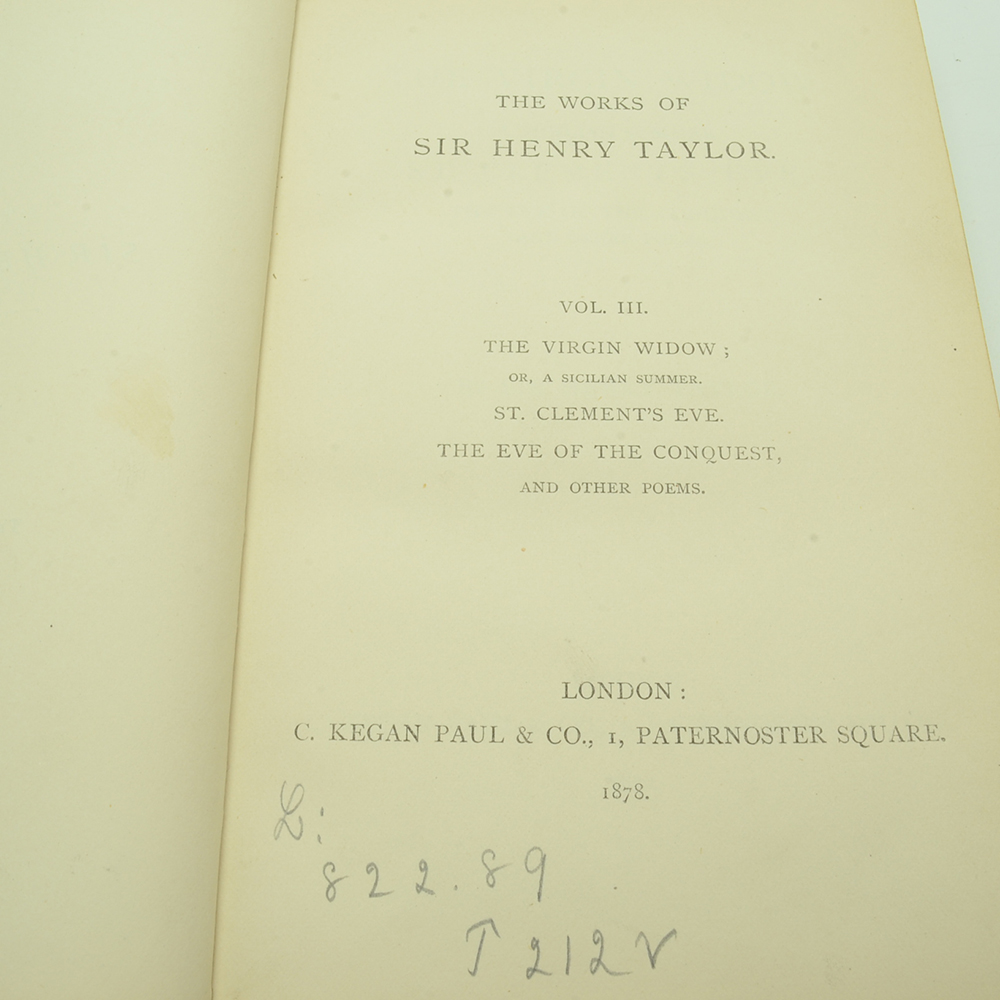 THE WORKS OF
SIR HENRY TAYLOR.
VOL. III.
THE VIRGIN WIDOW ;
OR, A SICILIAN SUMMER.
ST. CLEMENT'S EVE.
THE EVE OF THE CONQUEST,
AND OTHER POEMS.
LONDON :
C. KEGAN PAUL & CO., 1, PATERNOSTER SQUARE.
1878.
L:
822.89
T212V